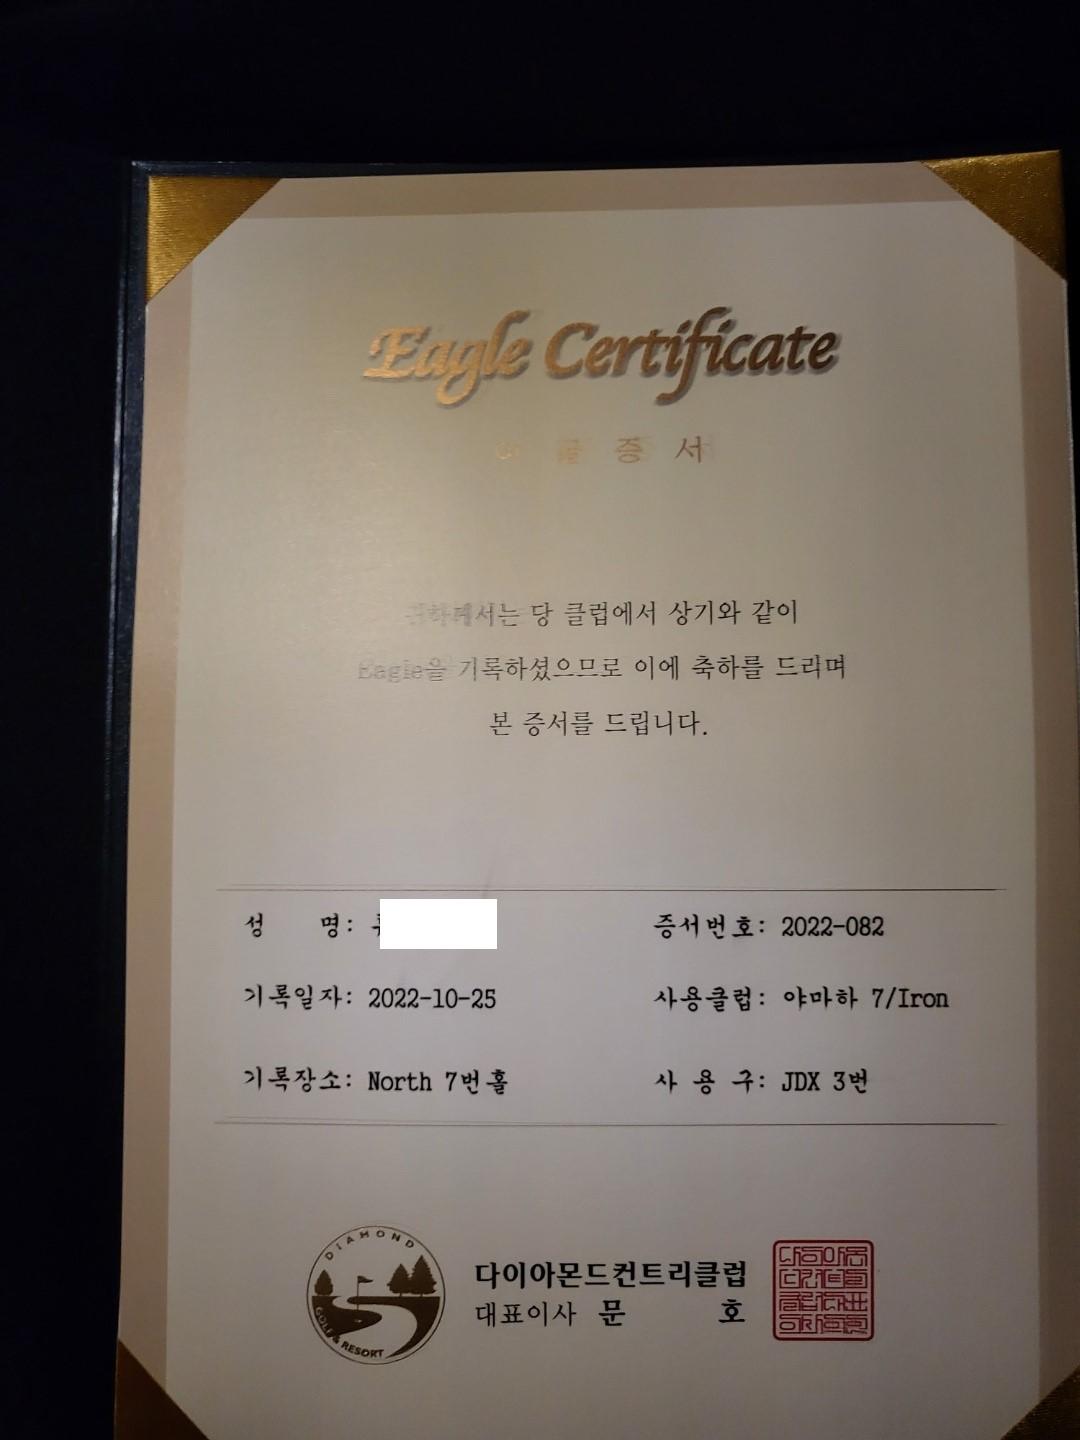 Eagle Certificate
이글증서
귀하께서는 당 클럽에서 상기와 같이
Eagle을 기록하셨으므로 이에 축하를 드리며
본 증서를 드립니다.
성 명:
증서번호: 2022-082
기록일자: 2022-10-25
사용클럽: 야마하 7/Iron
기록장소: North 7번홀
사 용 구: JDX 3번
DIAMOND
GOLF & RESORT
다이아몬드컨트리클럽
대표이사 문 호